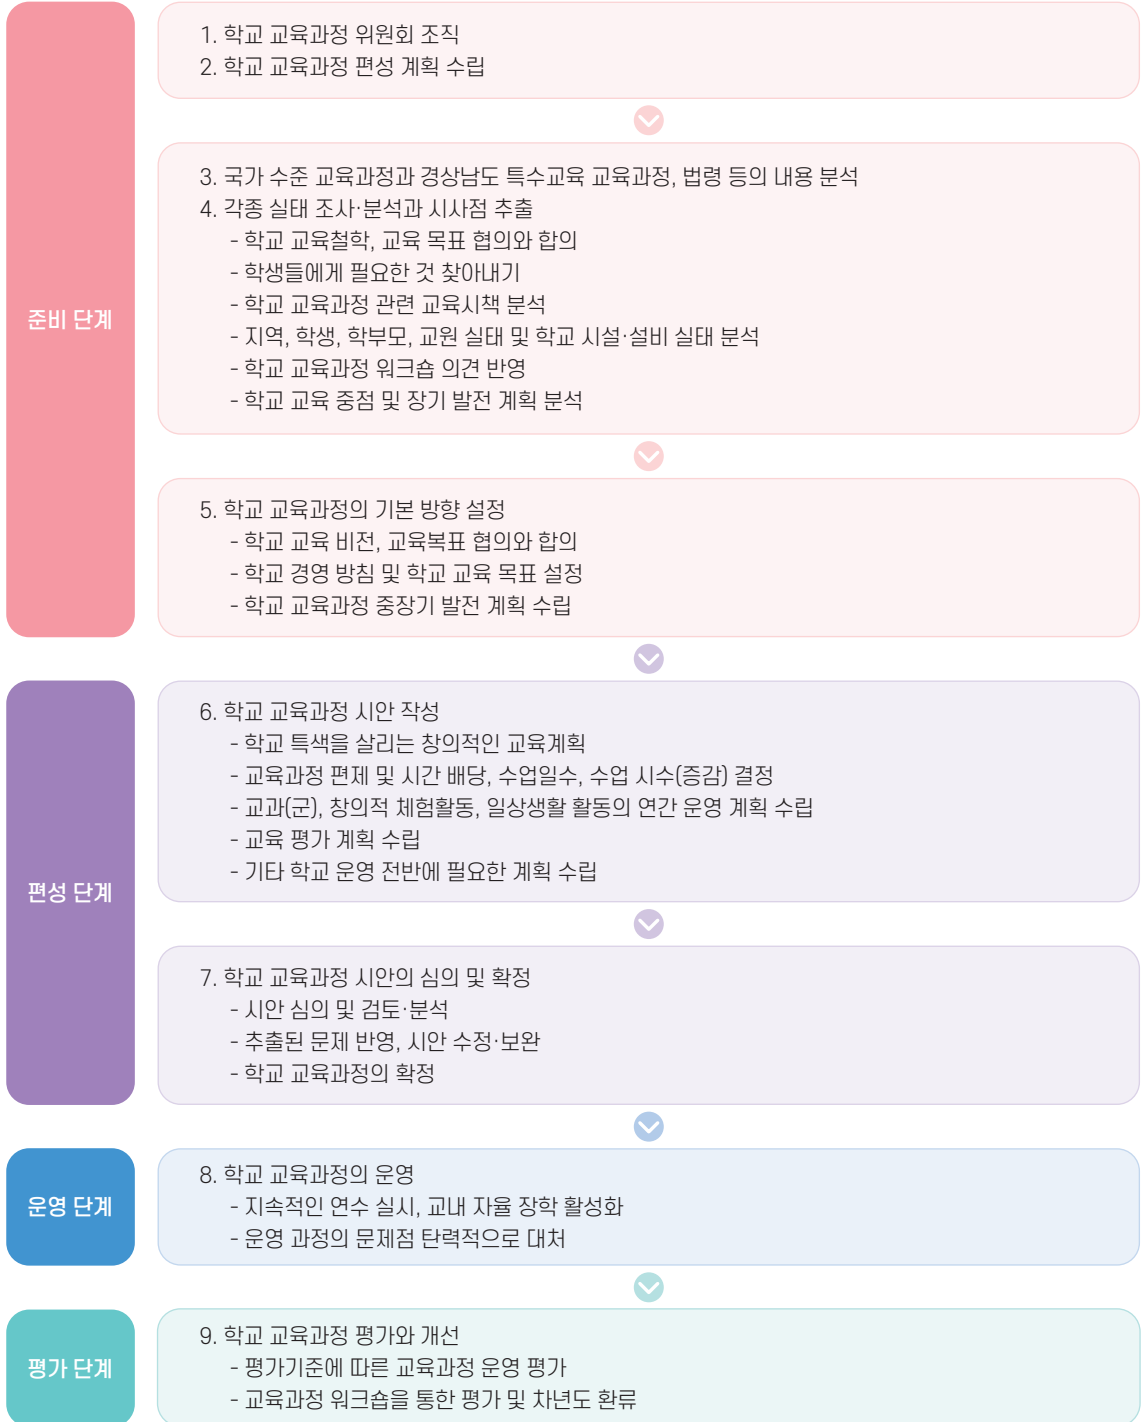 준비 단계
1. 학교 교육과정 위원회 조직
2. 학교 교육과정 편성 계획 수립
3. 국가 수준 교육과정과 경상남도 특수교육 교육과정, 법령 등의 내용 분석
4. 각종 실태 조사·분석과 시사점 추출
- 학교 교육철학, 교육 목표 협의와 합의
- 학생들에게 필요한 것 찾아내기
- 학교 교육과정 관련 교육시책 분석
- 지역, 학생, 학부모, 교원 실태 및 학교 시설·설비 실태 분석
- 학교 교육과정 워크숍 의견 반영
- 학교 교육 중점 및 장기 발전 계획 분석
5. 학교 교육과정의 기본 방향 설정
- 학교 교육 비전, 교육복표 협의와 합의
- 학교 경영 방침 및 학교 교육 목표 설정
- 학교 교육과정 중장기 발전 계획 수립
편성 단계
6. 학교 교육과정 시안 작성
- 학교 특색을 살리는 창의적인 교육계획
- 교육과정 편제 및 시간 배당, 수업일수, 수업 시수(증감) 결정
- 교과(군), 창의적 체험활동, 일상생활 활동의 연간 운영 계획 수립
- 교육 평가 계획 수립
- 기타 학교 운영 전반에 필요한 계획 수립
7. 학교 교육과정 시안의 심의 및 확정
- 시안 심의 및 검토·분석
- 추출된 문제 반영, 시안 수정·보완
- 학교 교육과정의 확정
운영 단계
8. 학교 교육과정의 운영
- 지속적인 연수 실시, 교내 자율 장학 활성화
- 운영 과정의 문제점 탄력적으로 대처
평가 단계
9. 학교 교육과정 평가와 개선
- 평가기준에 따른 교육과정 운영 평가
- 교육과정 워크숍을 통한 평가 및 차년도 환류